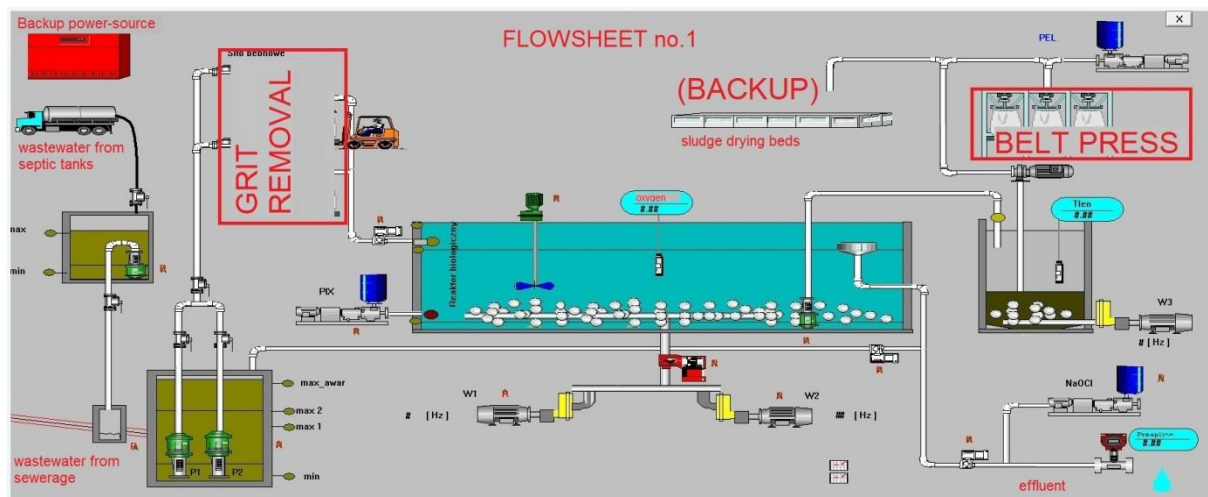 Backup power-source
FLOWSHEET no.1
X
PEL
Sito bębnowe
(BACKUP)
sludge drying beds
BELT PRESS
GRIT
REMOVAL
wastewater from
septic tanks
max
min
oxygen
#.##
Tlen
#.##
Reaktor biologiczny
PIX
W3
# [ Hz ]
max_awar
max 2
max 1
min
P1
P2
W1
# [ Hz ]
W2
## [ Hz ]
NaOCl
Przepływ
#.##
wastewater from
sewerage
effluent